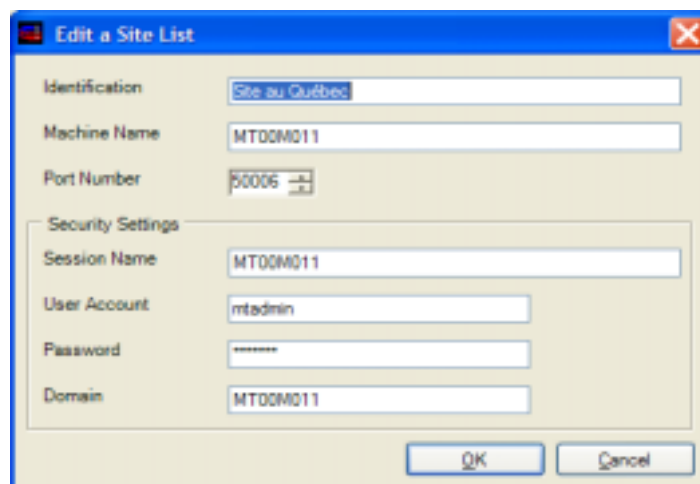 Edit a Site List
Identification Site au Québec
Machine Name MT00M011
Port Number 50006
Security Settings
Session Name MT00M011
User Account mtadmin
Password ********
Domain MT00M011
OK Cancel